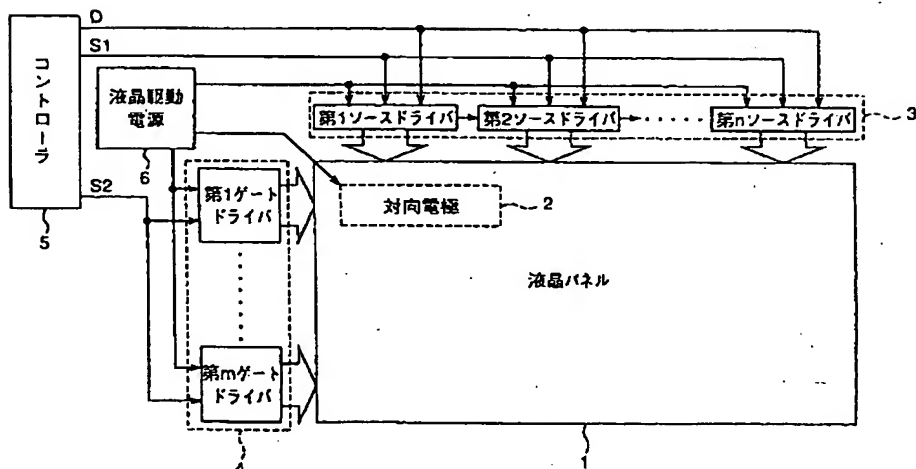 D
S1
コントローラ
液晶駆動
電源
6
第1ソースドライバ
第2ソースドライバ
第nソースドライバ
3
S2
5
第1ゲート
ドライバ
対向電極
2
液晶パネル
第mゲート
ドライバ
4
1